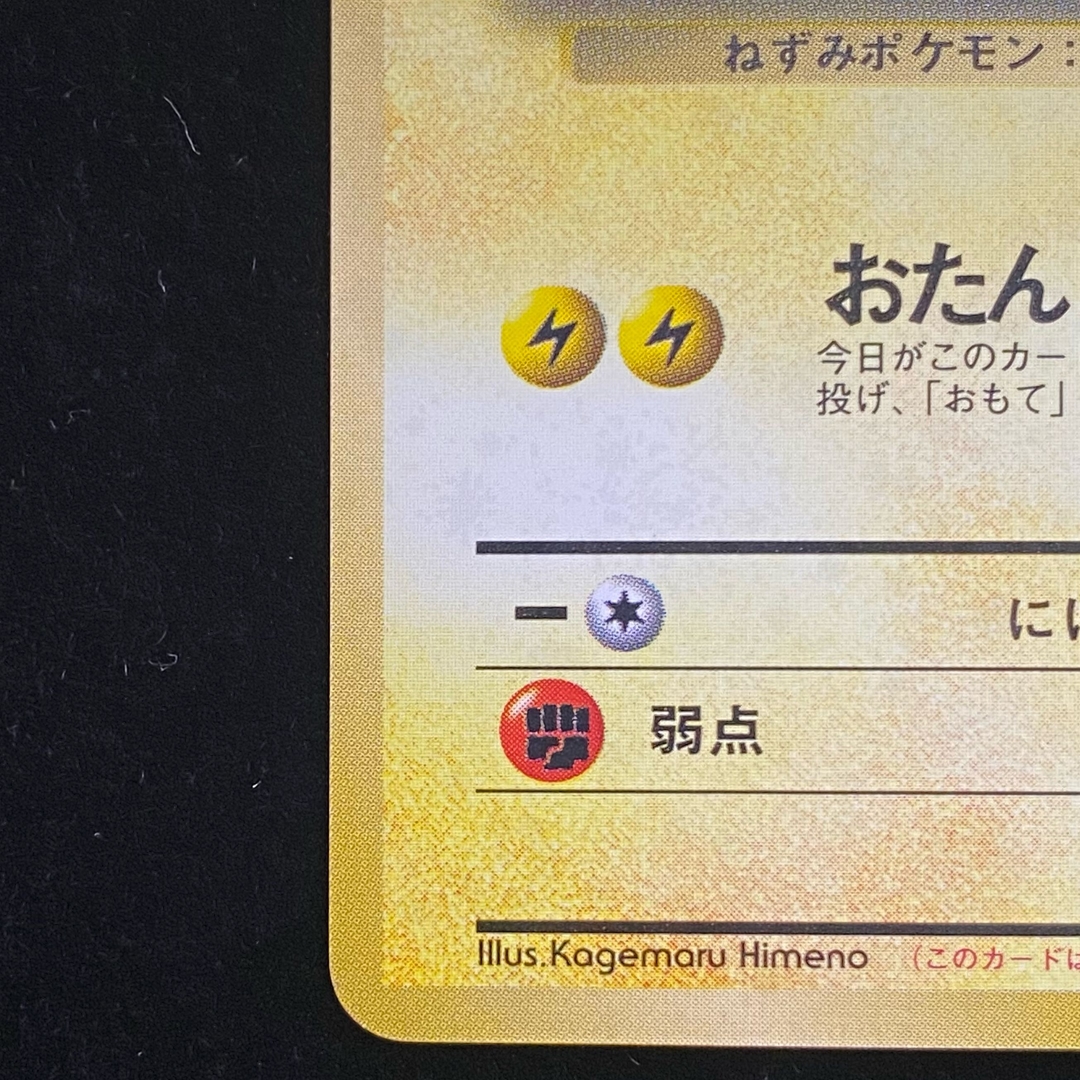 ねずみポケモン：
おたん
今日がこのカー
投げ、「おもて」
ー
にげ
弱点
Illus.Kagemaru Himeno （このカードは